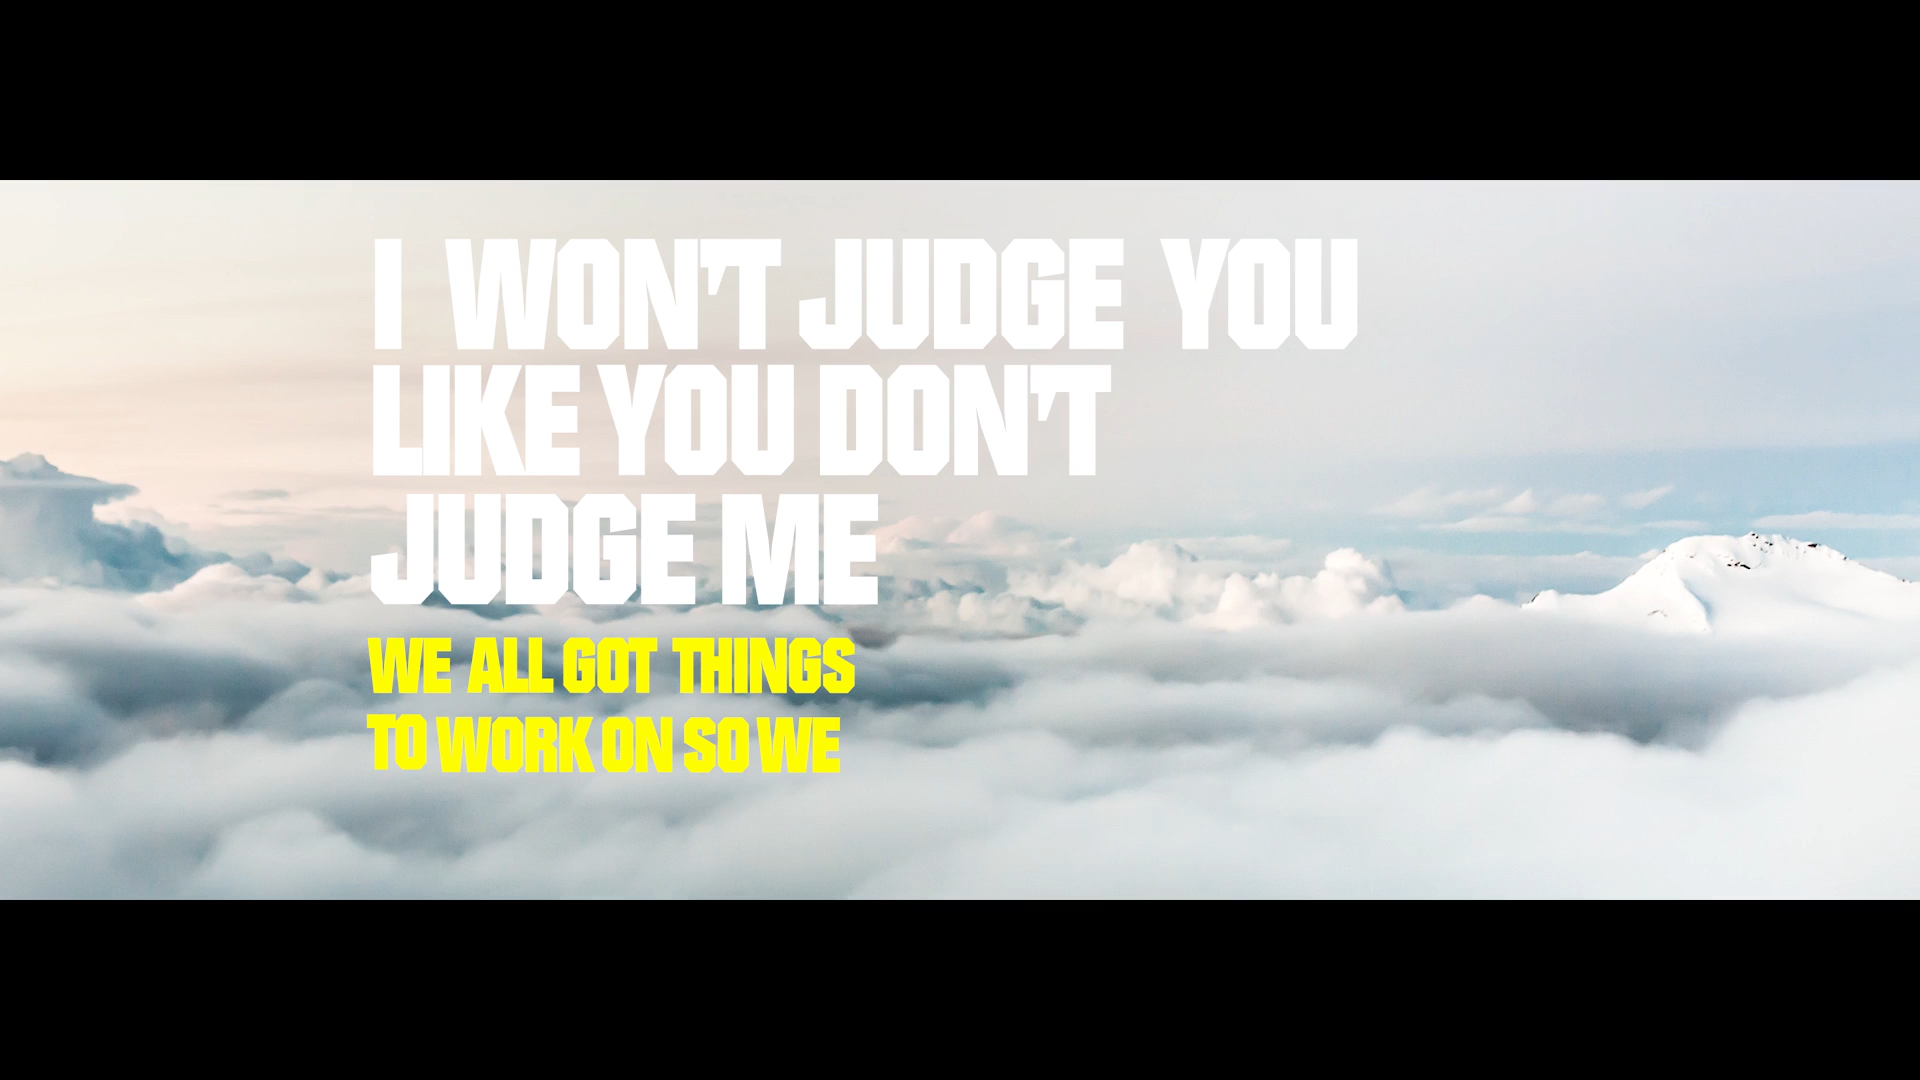 I WON'T JUDGE YOU
LIKE YOU DON'T
JUDGE ME
WE ALL GOT THINGS
TO WORK ON SO WE